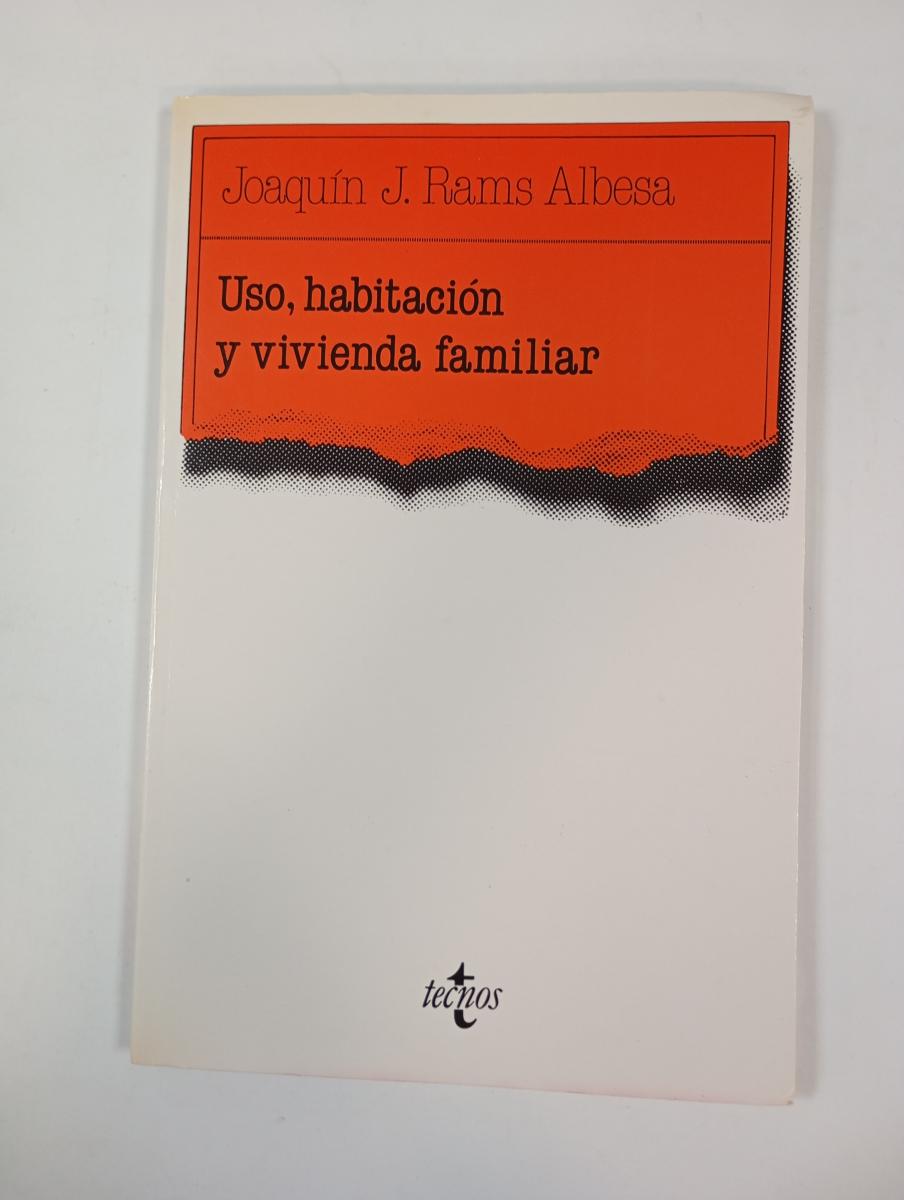 Joaquín J. Rams Albesa
Uso, habitación
y vivienda familiar
tecnos